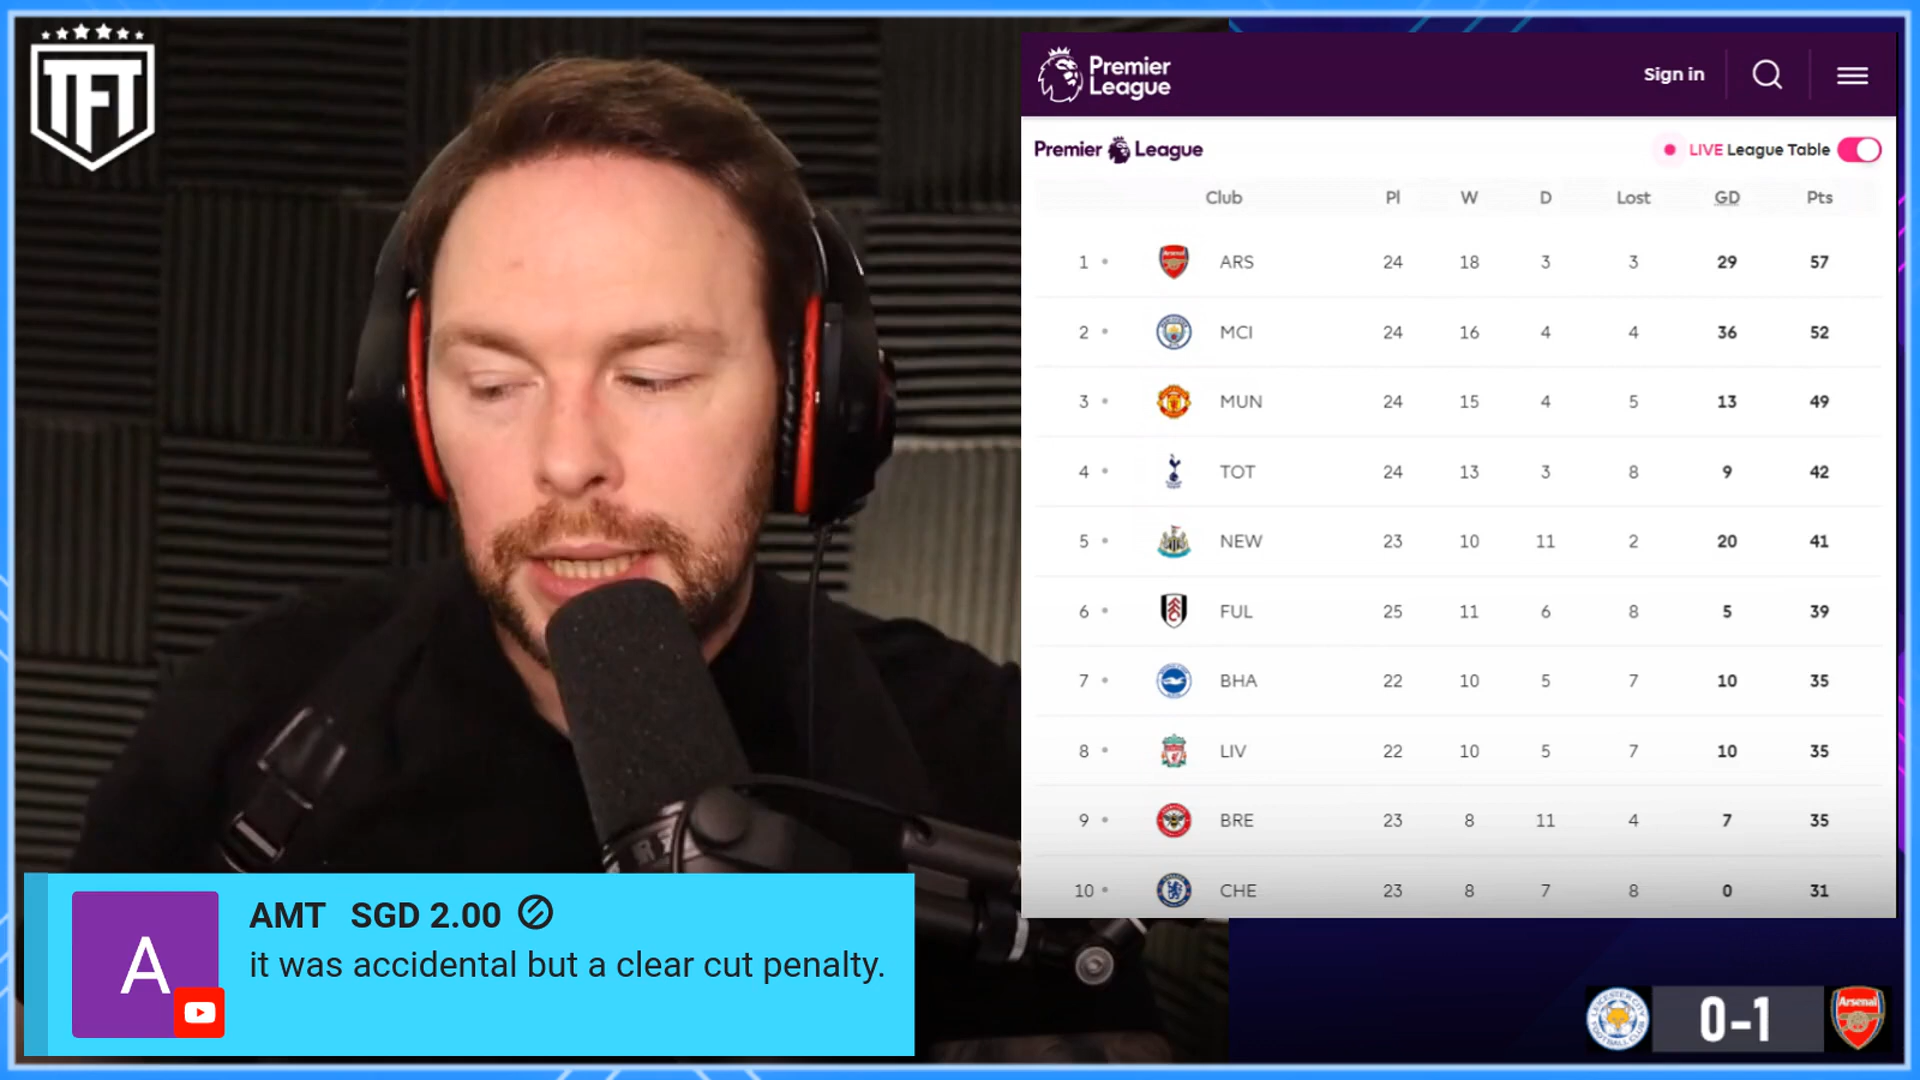 TFT
Premier
League
Sign in
Premier League
LIVE League Table
Club Pl W D Lost GD Pts
1 ARS 24 18 3 3 29 57
2 MCI 24 16 4 4 36 52
3 MUN 24 15 4 5 13 49
4 TOT 24 13 3 8 9 42
5 NEW 23 10 11 2 20 41
6 FUL 25 11 6 8 5 39
7 BHA 22 10 5 7 10 35
8 LIV 22 10 5 7 10 35
9 BRE 23 8 11 4 7 35
10 CHE 23 8 7 8 0 31
A
AMT SGD 2.00
it was accidental but a clear cut penalty.
LEICESTER CITY
FOOTBALL CLUB
0-1
Arsenal